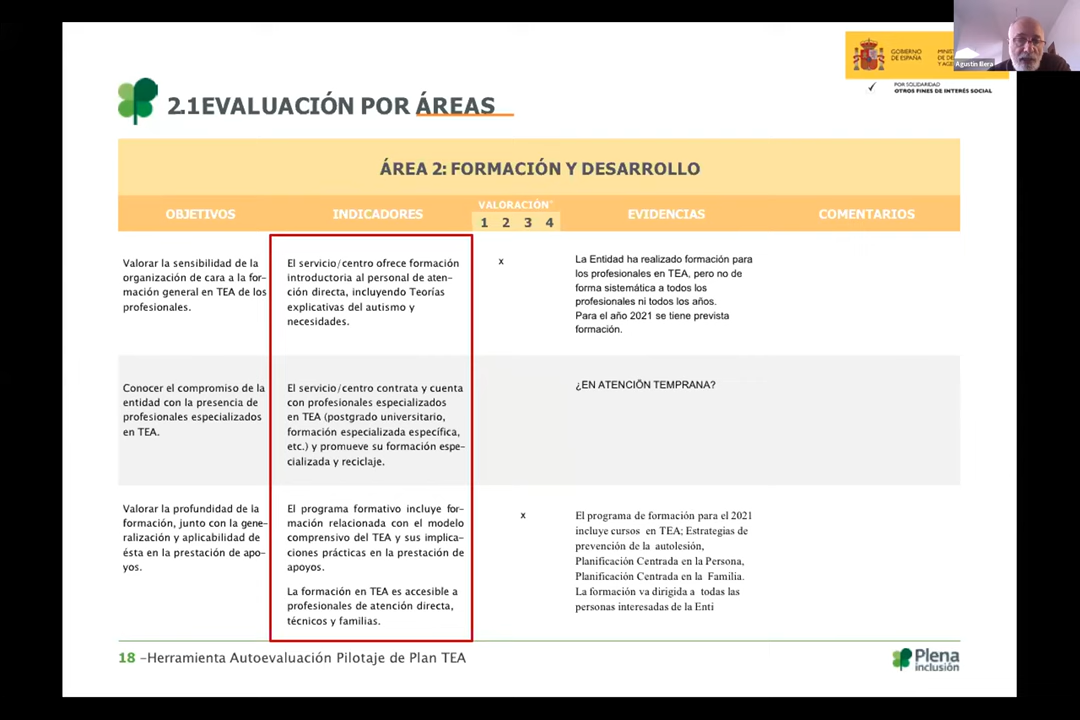 GOBIERNO
DE ESPAÑA
Agustín Bera
POR SOLIDARIDAD
OTROS FINES DE INTERÉS SOCIAL
2.1EVALUACIÓN POR ÁREAS
ÁREA 2: FORMACIÓN Y DESARROLLO
OBJETIVOS
INDICADORES
VALORACIÓN*
1 2 3 4
EVIDENCIAS
COMENTARIOS
Valorar la sensibilidad de la
organización de cara a la for-
mación general en TEA de los
profesionales.
El servicio/centro ofrece formación
introductoria al personal de aten-
ción directa, incluyendo Teorías
explicativas del autismo y
necesidades.
x
La Entidad ha realizado formación para
los profesionales en TEA, pero no de
forma sistemática a todos los
profesionales ni todos los años.
Para el año 2021 se tiene prevista
formación.
Conocer el compromiso de la
entidad con la presencia de
profesionales especializados
en TEA.
El servicio/centro contrata y cuenta
con profesionales especializados
en TEA (postgrado universitario,
formación especializada específica,
etc.) y promueve su formación espe-
cializada y reciclaje.
¿EN ATENCIÓN TEMPRANA?
Valorar la profundidad de la
formación, junto con la gene-
ralización y aplicabilidad de
ésta en la prestación de apo-
yos.
El programa formativo incluye for-
mación relacionada con el modelo
comprensivo del TEA y sus implica-
ciones prácticas en la prestación de
apoyos.
La formación en TEA es accesible a
profesionales de atención directa,
técnicos y familias.
x
El programa de formación para el 2021
incluye cursos en TEA; Estrategias de
prevención de la autolesión,
Planificación Centrada en la Persona,
Planificación Centrada en la Familia.
La formación va dirigida a todas las
personas interesadas de la Enti
18 –Herramienta Autoevaluación Pilotaje de Plan TEA
Plena
inclusión